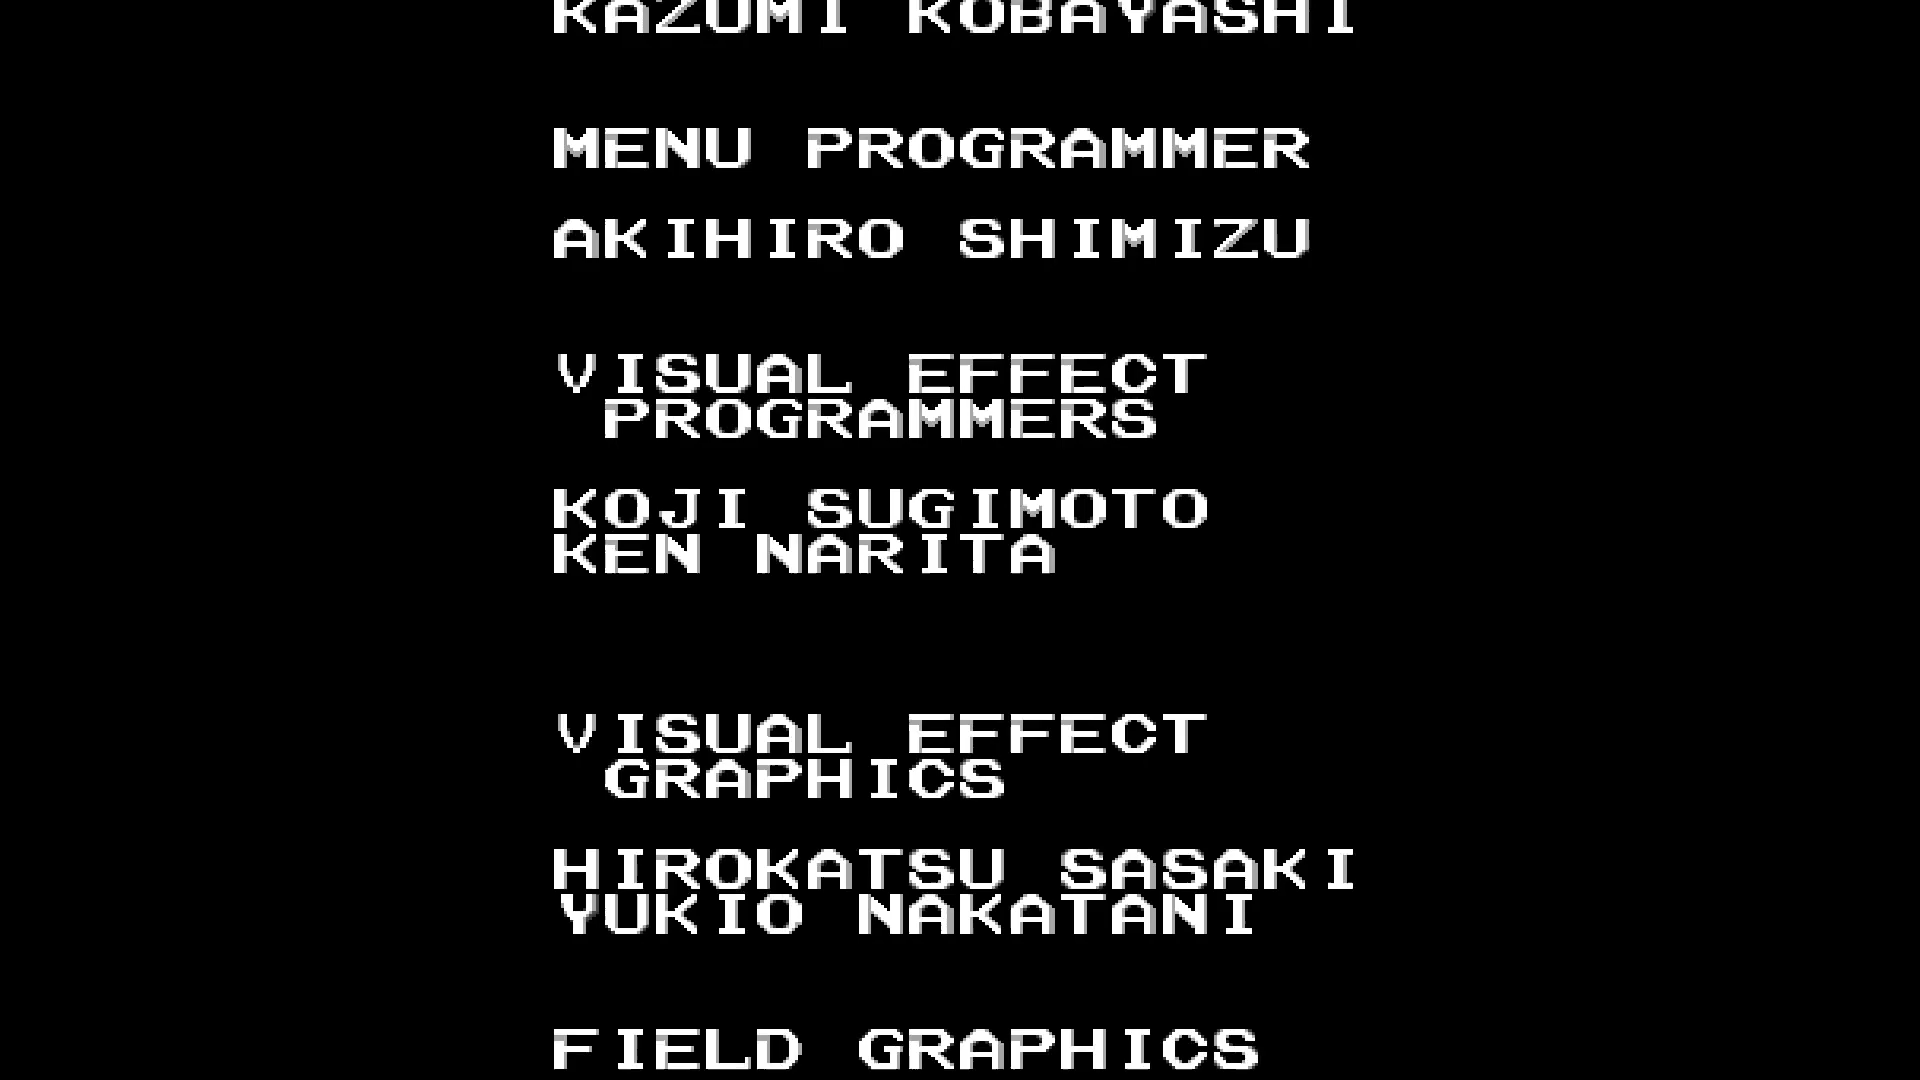 KAZUMI KOBAYASHI
MENU PROGRAMMER
AKIHIRO SHIMIZU
VISUAL EFFECT
PROGRAMMERS
KOJI SUGIMOTO
KEN NARITA
VISUAL EFFECT
GRAPHICS
HIROKATSU SASAKI
YUKIO NAKATANI
FIELD GRAPHICS